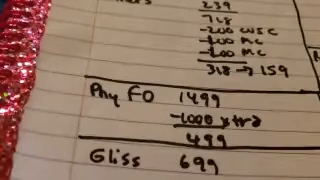 239
718
-200 WSC
-100 MC
-100 MC
318 → 159
Phy FO 1499
-1000 xtra
499
Gliss 699